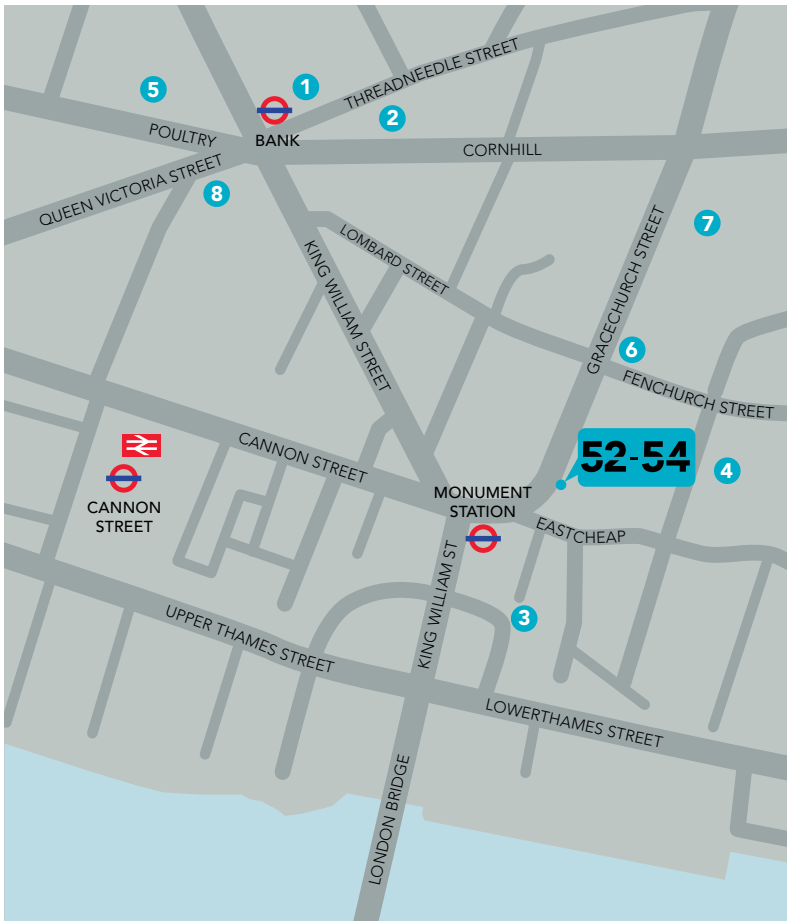 5
1
THREADNEEDLE STREET
2
POULTRY
BANK
CORNHILL
QUEEN VICTORIA STREET
8
7
LOMBARD STREET
KING WILLIAM STREET
GRACECHURCH STREET
6
FENCHURCH STREET
CANNON STREET
52-54
4
CANNON
STREET
MONUMENT
STATION
EASTCHEAP
KING WILLIAM ST
3
UPPER THAMES STREET
LOWERTHAMES STREET
LONDON BRIDGE